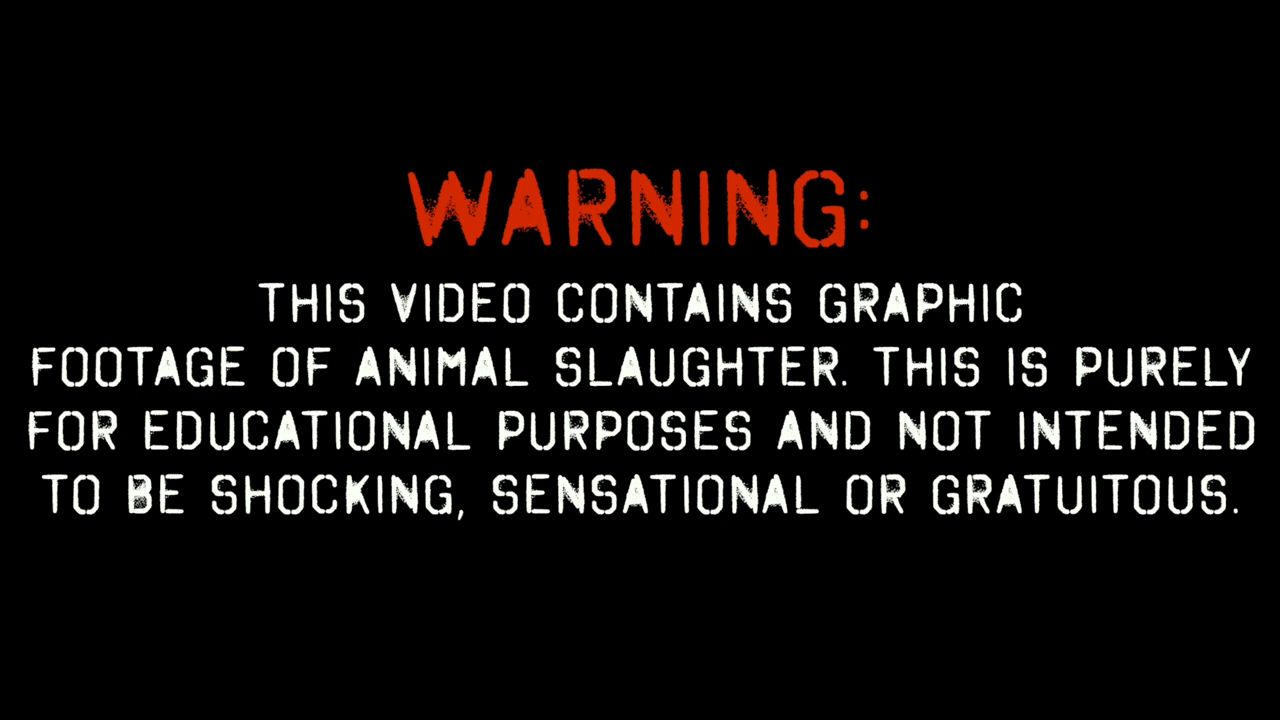 WARNING:
THIS VIDEO CONTAINS GRAPHIC
FOOTAGE OF ANIMAL SLAUGHTER. THIS IS PURELY
FOR EDUCATIONAL PURPOSES AND NOT INTENDED
TO BE SHOCKING, SENSATIONAL OR GRATUITOUS.